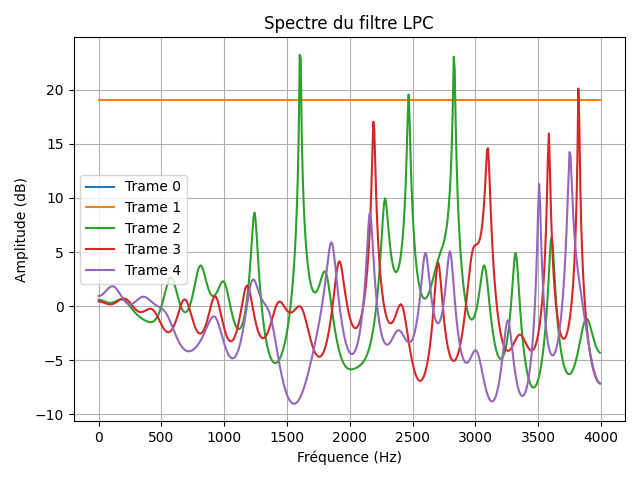 Spectre du filtre LPC
Amplitude (dB)
20
15
10
5
0
−5
−10
Trame 0
Trame 1
Trame 2
Trame 3
Trame 4
0 500 1000 1500 2000 2500 3000 3500 4000
Fréquence (Hz)